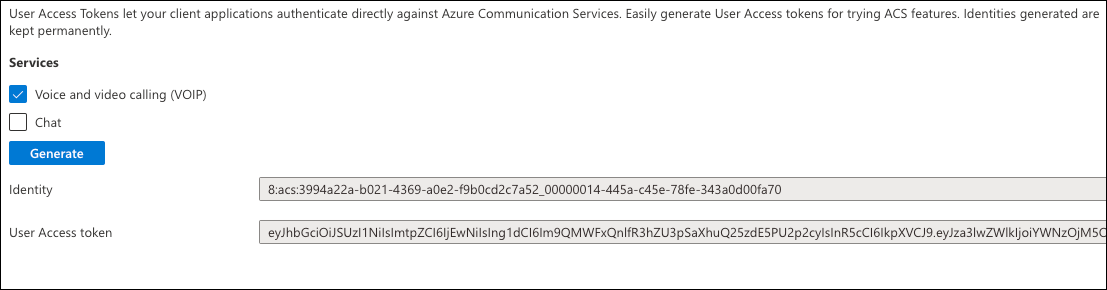 User Access Tokens let your client applications authenticate directly against Azure Communication Services. Easily generate User Access tokens for trying ACS features. Identities generated are
kept permanently.
Services
Voice and video calling (VOIP)
Chat
Generate
Identity 8:acs:3994a22a-b021-4369-a0e2-f9b0cd2c7a52_00000014-445a-c45e-78fe-343a0d00fa70
User Access token eyJhbGciOiJSUzI1NiIsImtpZCI6IjEwNiIsIng1dCI6Im9QMWFxQnlfR3hZU3pSaXhuQ25zdE5PU2p2cyIsInR5cCI6IkpXVCJ9.eyJza3lwZWlkIjoiYWNzOjM5O